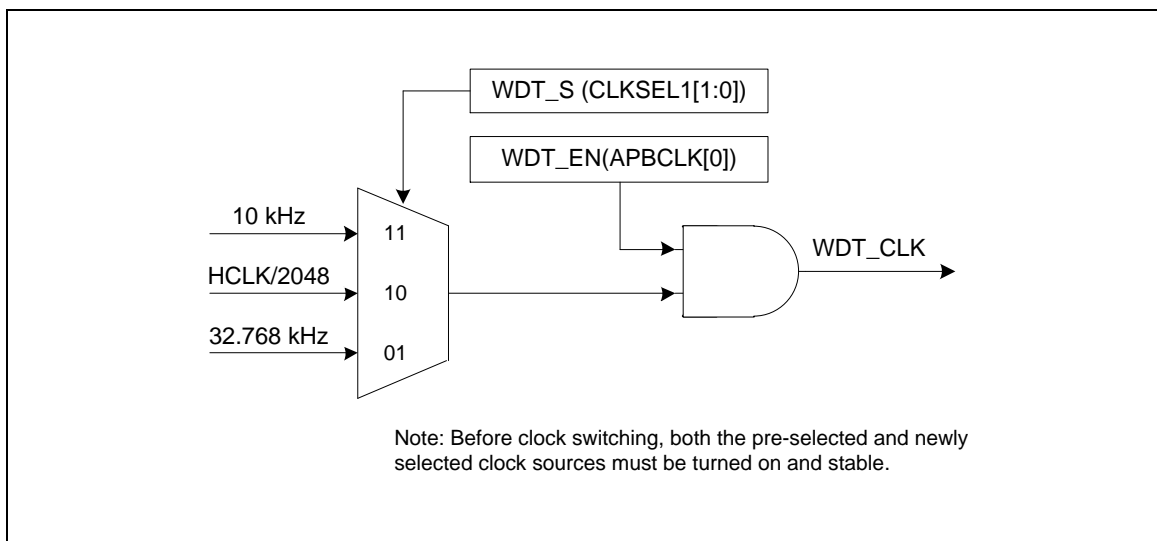 WDT_S (CLKSEL1[1:0])
WDT_EN(APBCLK[0])
10 kHz
11
WDT_CLK
HCLK/2048
10
32.768 kHz
01
Note: Before clock switching, both the pre-selected and newly
selected clock sources must be turned on and stable.